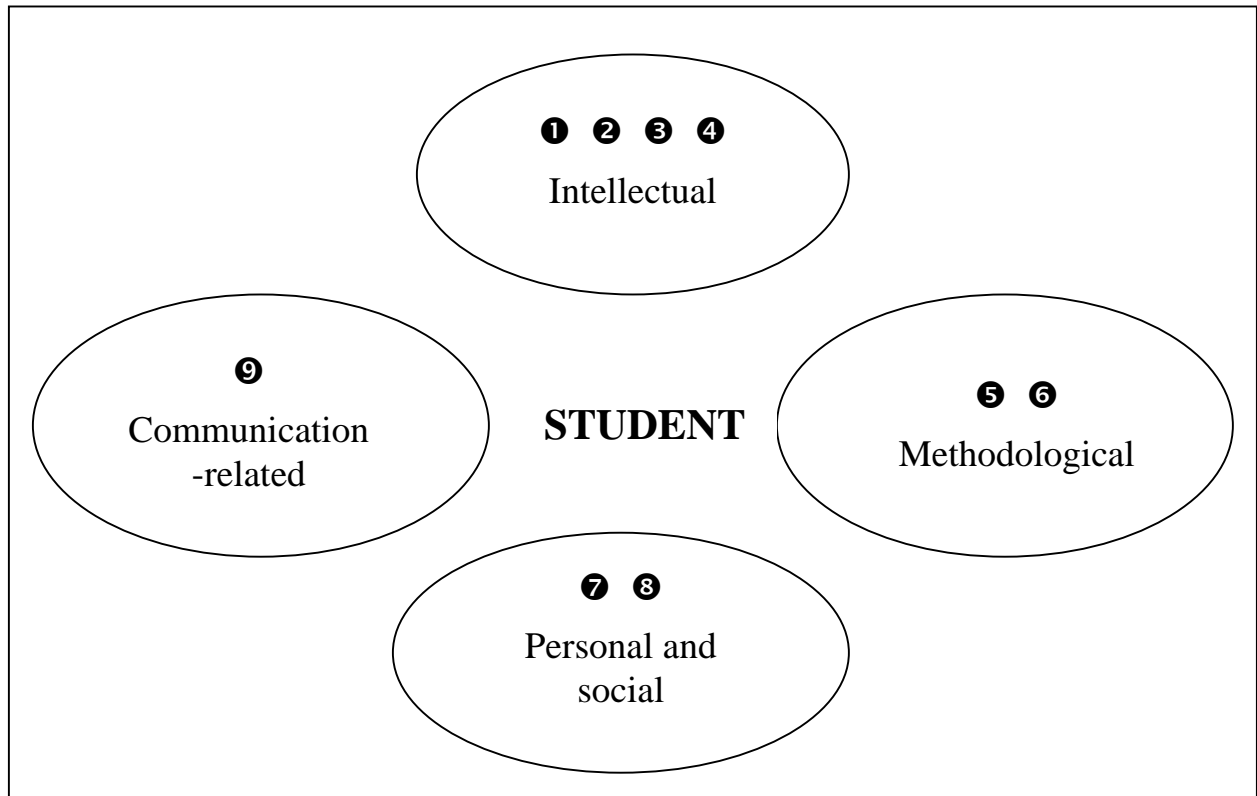 ❶ ❷ ❸ ❹
Intellectual
❾
Communication
-related
STUDENT
❺ ❻
Methodological
❼ ❽
Personal and
social